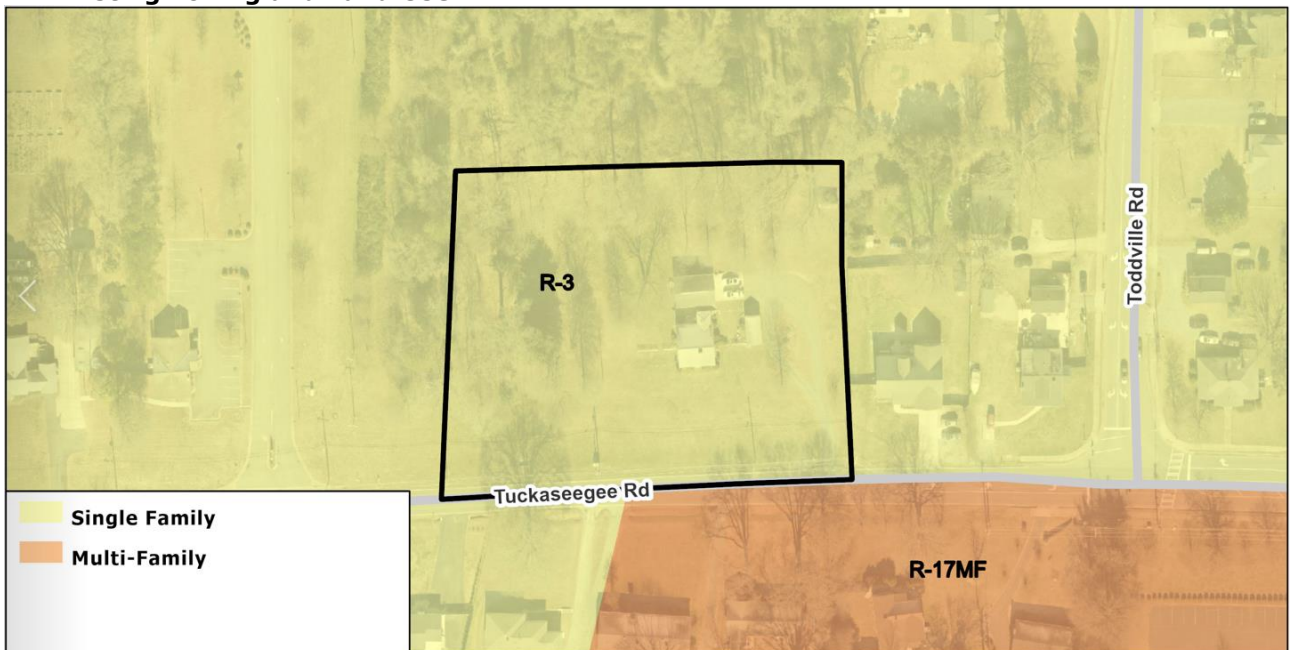 R-3
Toddville Rd
Tuckaseegee Rd
Single Family
Multi-Family
R-17MF